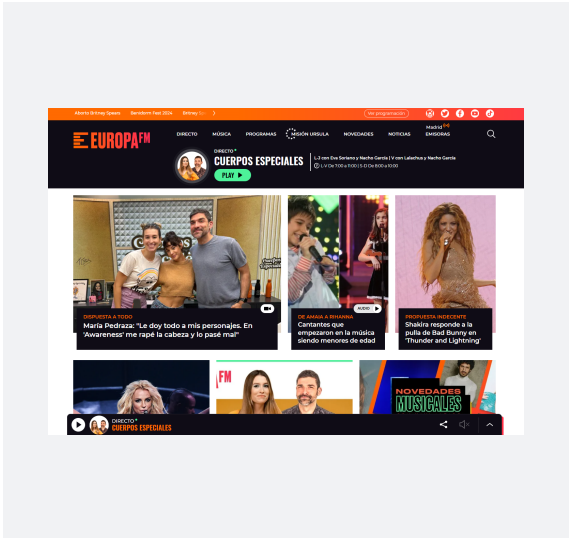 Aborto Britney Spears
Benidorm Fest 2024
Britney
Ver programación
EUROPA FM
DIRECTO
MÚSICA
PROGRAMAS
MISIÓN URSULA
NOVEDADES
NOTICIAS
Madrid
EMISORAS
DIRECTO
CUERPOS ESPECIALES
PLAY
L-J con Eva Soriano y Nacho García | V con Lalachus y Nacho García
L-V De 7:00 a 11:00 | S-D De 8:00 a 10:00
DISPUESTA A TODO
María Pedraza: "Le doy todo a mis personajes. En
'Awareness' me rapé la cabeza y lo pasé mal"
AUDIO
DE AMAIA A RIHANNA
Cantantes que
empezaron en la música
siendo menores de edad
PROPUESTA INDECENTE
Shakira responde a la
pulla de Bad Bunny en
'Thunder and Lightning'
FM
NOVEDADES
MUSICALES
DIRECTO
CUERPOS ESPECIALES